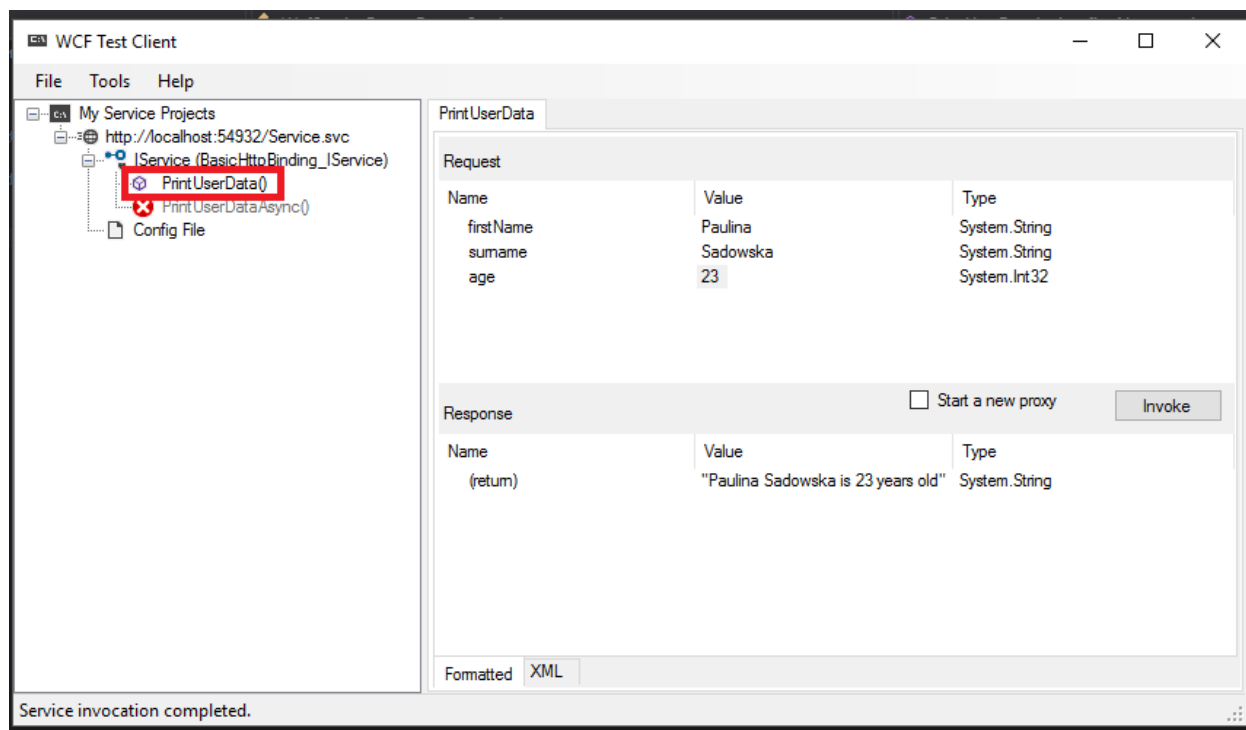 WCF Test Client
File Tools Help
My Service Projects
http://localhost:54932/Service.svc
IService (BasicHttpBinding_IService)
PrintUserData()
PrintUserDataAsync()
Config File
PrintUserData
Request
Name Value Type
firstName Paulina System.String
surname Sadowska System.String
age 23 System.Int32
Response Start a new proxy Invoke
Name Value Type
(return) "Paulina Sadowska is 23 years old" System.String
Formatted XML
Service invocation completed.